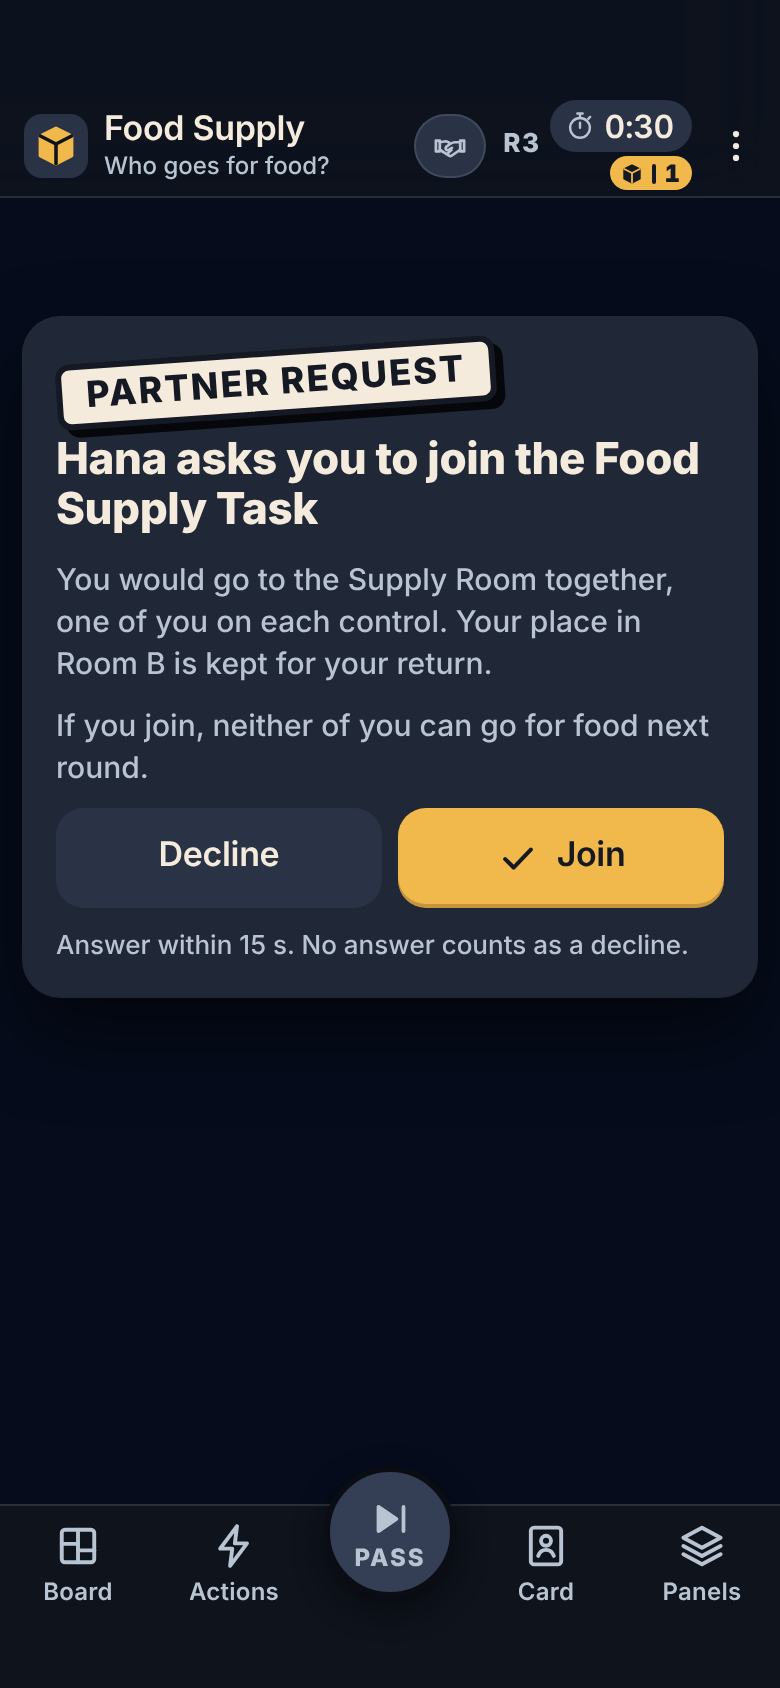 Food Supply
Who goes for food?
R3
0:30
1
PARTNER REQUEST
Hana asks you to join the Food
Supply Task
You would go to the Supply Room together,
one of you on each control. Your place in
Room B is kept for your return.
If you join, neither of you can go for food next
round.
Decline
Join
Answer within 15 s. No answer counts as a decline.
Board
Actions
PASS
Card
Panels